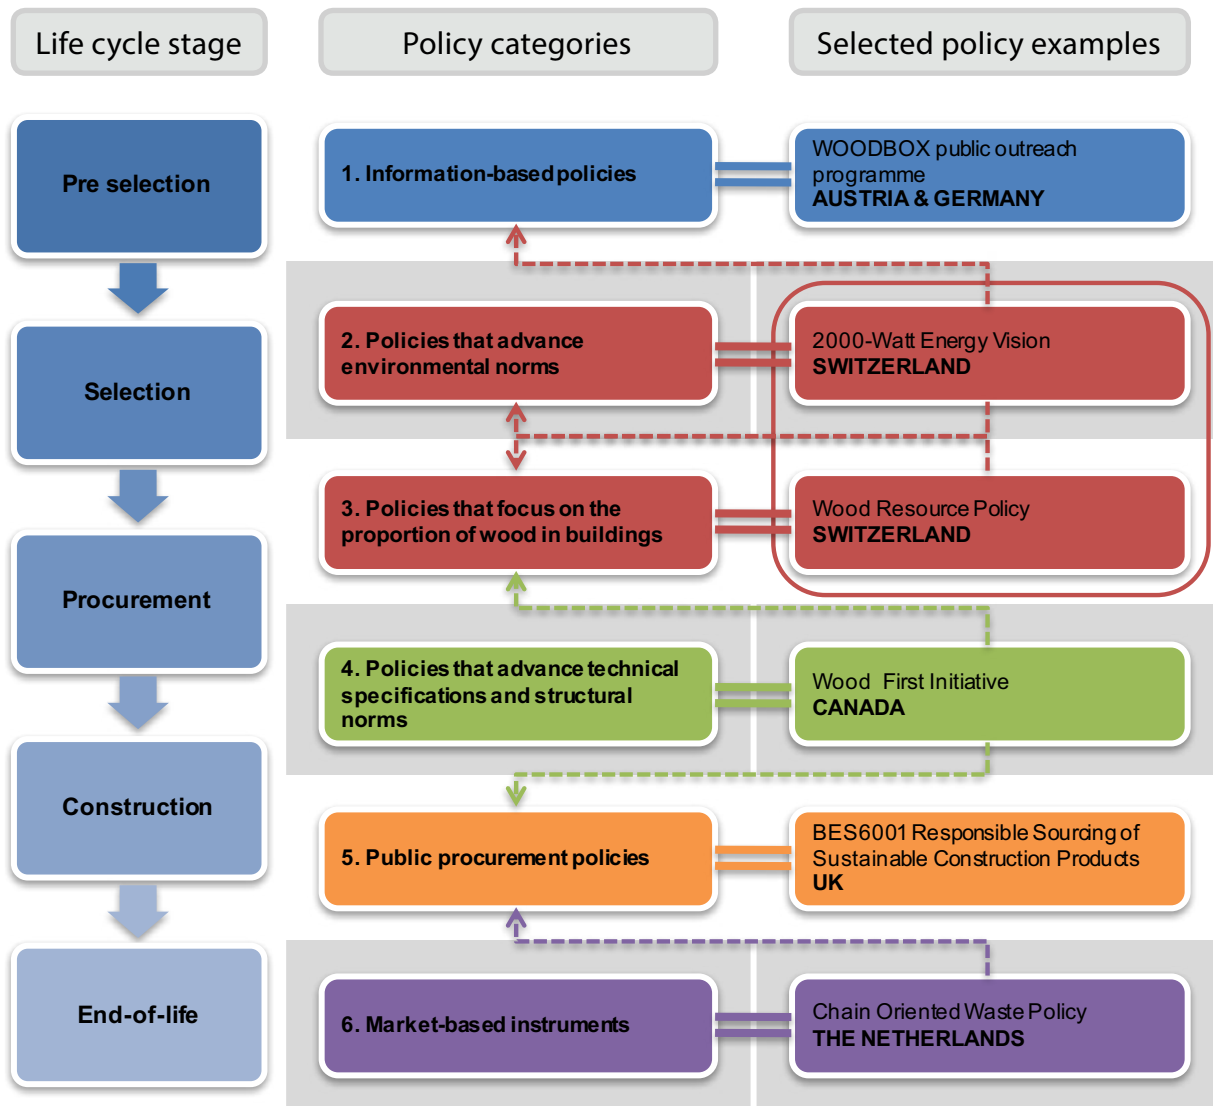 Life cycle stage
Policy categories
Selected policy examples
Pre selection
Selection
Procurement
Construction
End-of-life
1. Information-based policies
WOODBOX public outreach
programme
AUSTRIA & GERMANY
2. Policies that advance
environmental norms
2000-Watt Energy Vision
SWITZERLAND
3. Policies that focus on the
proportion of wood in buildings
Wood Resource Policy
SWITZERLAND
4. Policies that advance technical
specifications and structural
norms
Wood First Initiative
CANADA
5. Public procurement policies
BES6001 Responsible Sourcing of
Sustainable Construction Products
UK
6. Market-based instruments
Chain Oriented Waste Policy
THE NETHERLANDS